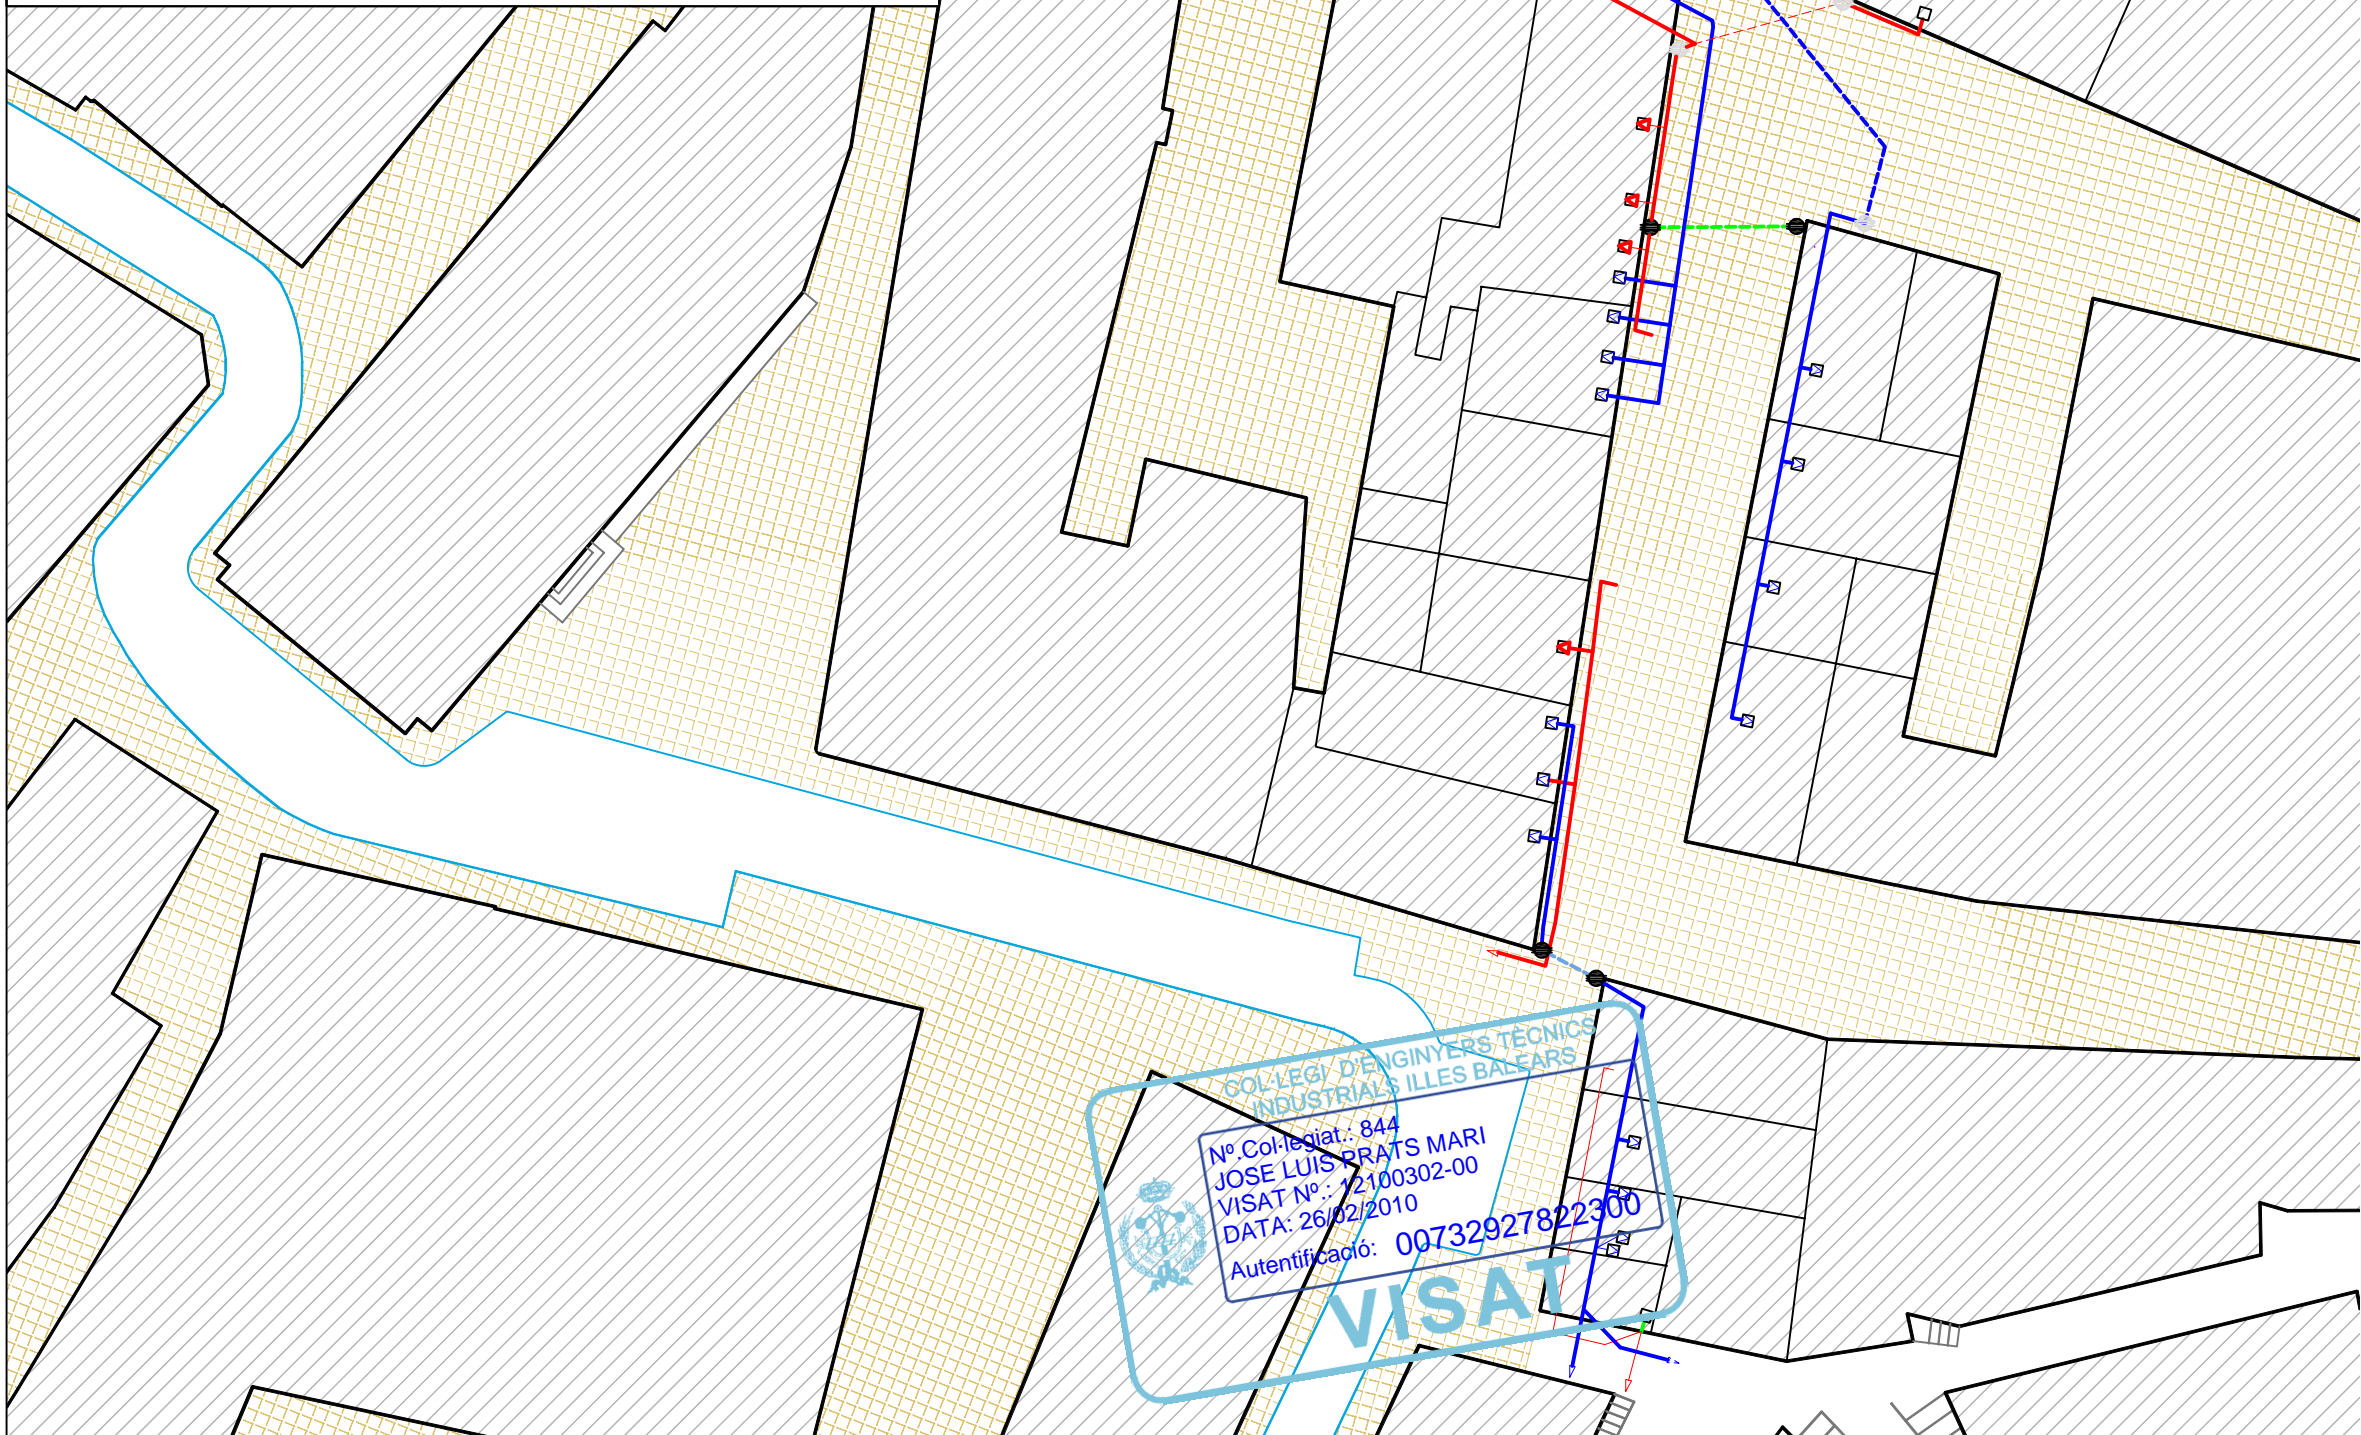 COL·LEGI D'ENGINYERS TÈCNICS
INDUSTRIALS ILLES BALEARS
Nº.Col·legiat.: 844
JOSE LUIS PRATS MARI
VISAT Nº.: 12100302-00
DATA: 26/02/2010
Autentificació: 00732927822300
VISAT